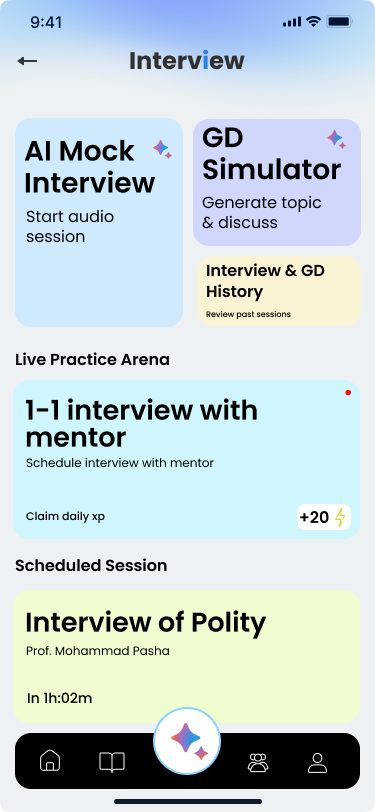 9:41
Interview
AI Mock
Interview
Start audio
session
GD
Simulator
Generate topic
& discuss
Interview & GD
History
Review past sessions
Live Practice Arena
1-1 interview with
mentor
Schedule interview with mentor
Claim daily xp
+20
Scheduled Session
Interview of Polity
Prof. Mohammad Pasha
In 1h:02m